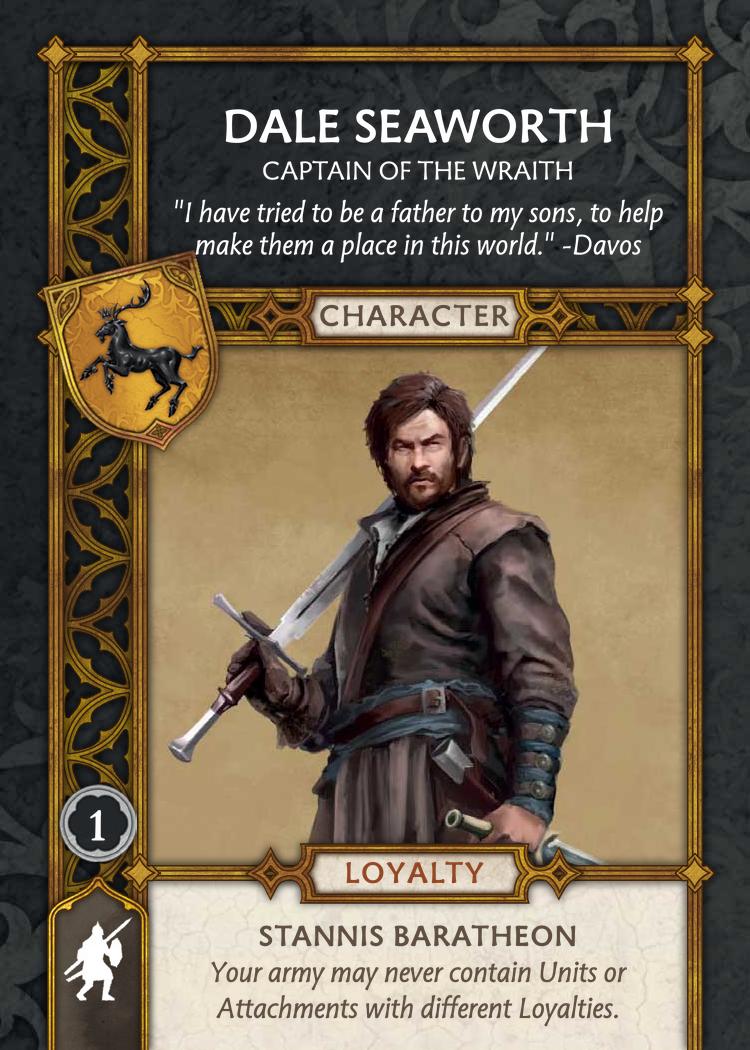 DALE SEAWORTH
CAPTAIN OF THE WRAITH
"I have tried to be a father to my sons, to help
make them a place in this world." -Davos
CHARACTER
1
LOYALTY
STANNIS BARATHEON
Your army may never contain Units or
Attachments with different Loyalties.